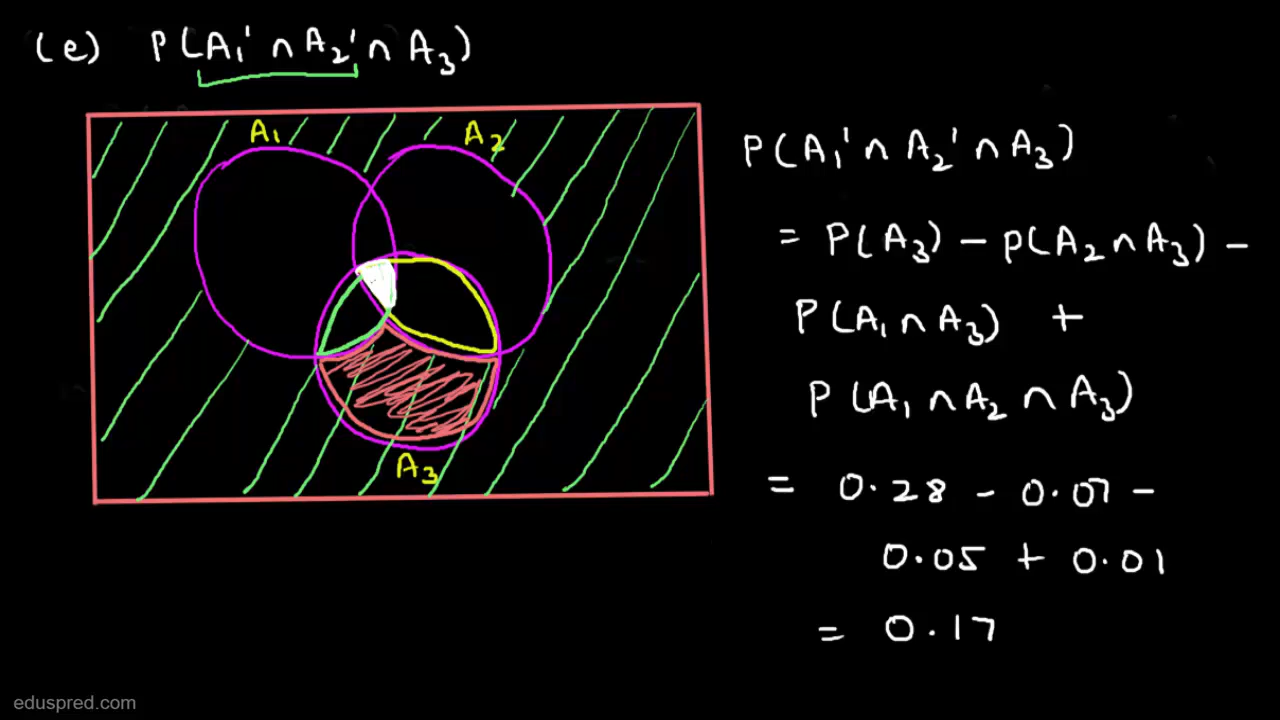 (e) P(A₁' ∩ A₂' ∩ A₃)
A₁
A₂
A₃
P(A₁' ∩ A₂' ∩ A₃)
= P(A₃) - P(A₂ ∩ A₃) -
P(A₁ ∩ A₃) +
P(A₁ ∩ A₂ ∩ A₃)
= 0.28 - 0.07 -
0.05 + 0.01
= 0.17
eduspred.com